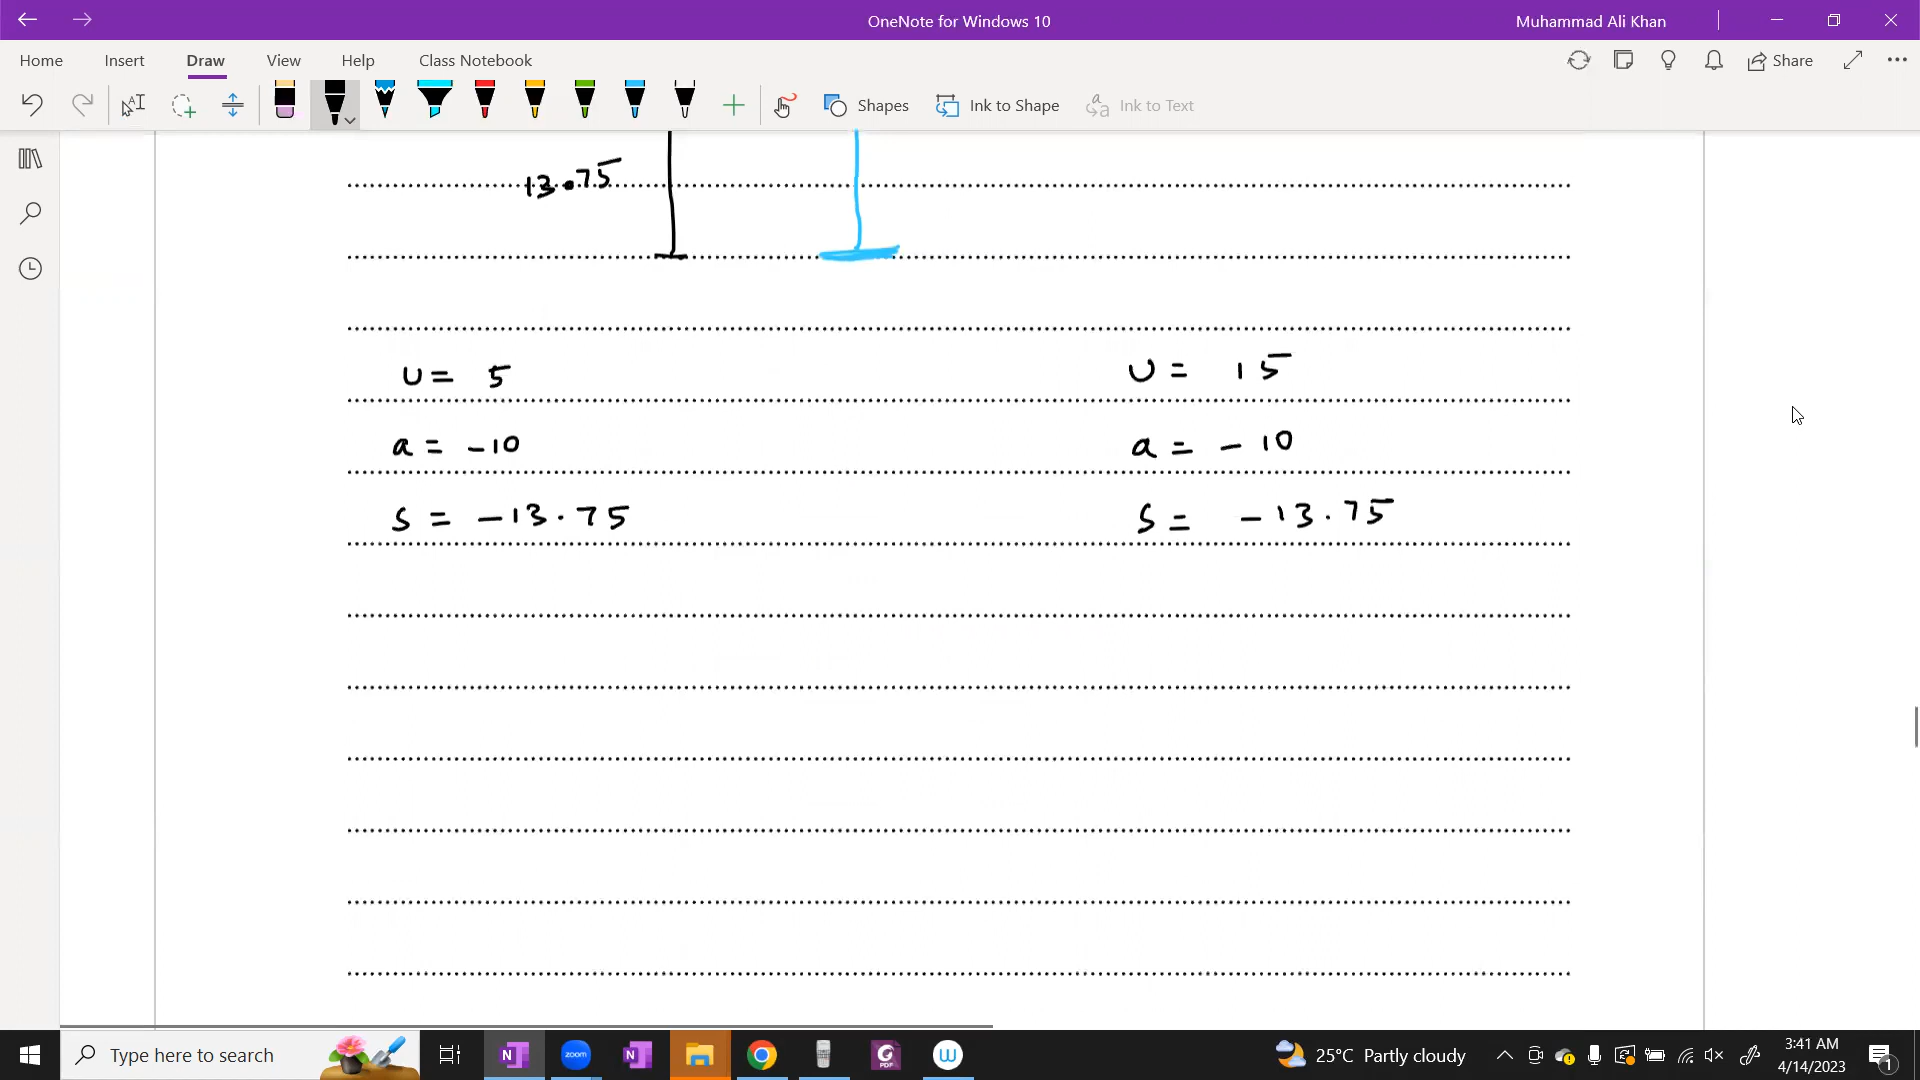 OneNote for Windows 10
Muhammad Ali Khan
Home Insert Draw View Help Class Notebook
Share
Shapes Ink to Shape Ink to Text
13.75
u = 5
u = 15
a = -10
a = -10
s = -13.75
s = -13.75
Type here to search
zoom
25°C Partly cloudy
3:41 AM
4/14/2023
1